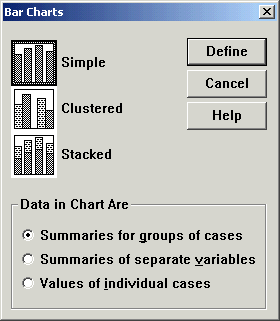 Bar Charts
Simple
Clustered
Stacked
Define
Cancel
Help
Data in Chart Are
Summaries for groups of cases
Summaries of separate variables
Values of individual cases